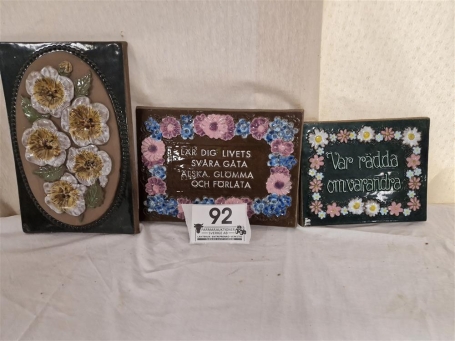 LÄR DIG LIVETS
SVÅRA GÅTA
ÄLSKA, GLÖMMA
OCH FÖRLÅTA
Var rädda
om varandra
92